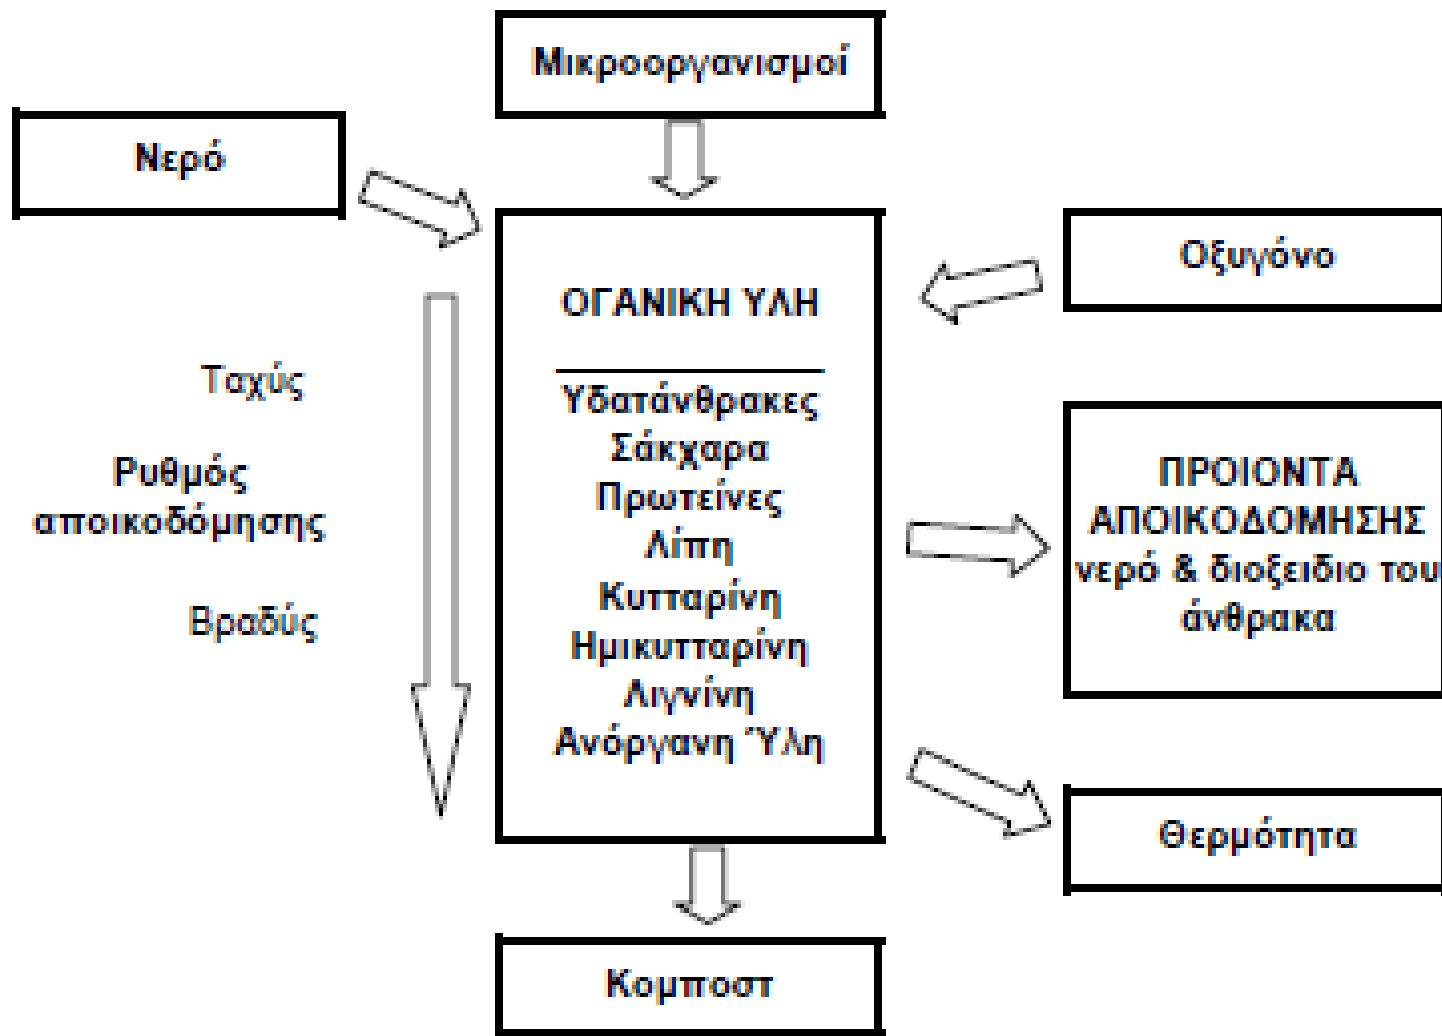 Μικροοργανισμοί
Νερό
Οξυγόνο
ΟΓΑΝΙΚΗ ΥΛΗ
Υδατάνθρακες
Σάκχαρα
Πρωτείνες
Λίπη
Κυτταρίνη
Ημικυτταρίνη
Λιγνίνη
Ανόργανη Ύλη
Ταχύς
Ρυθμός
αποικοδόμησης
Βραδύς
ΠΡΟΙΟΝΤΑ
ΑΠΟΙΚΟΔΟΜΗΣΗΣ
νερό & διοξειδιο του
άνθρακα
Θερμότητα
Κομποστ